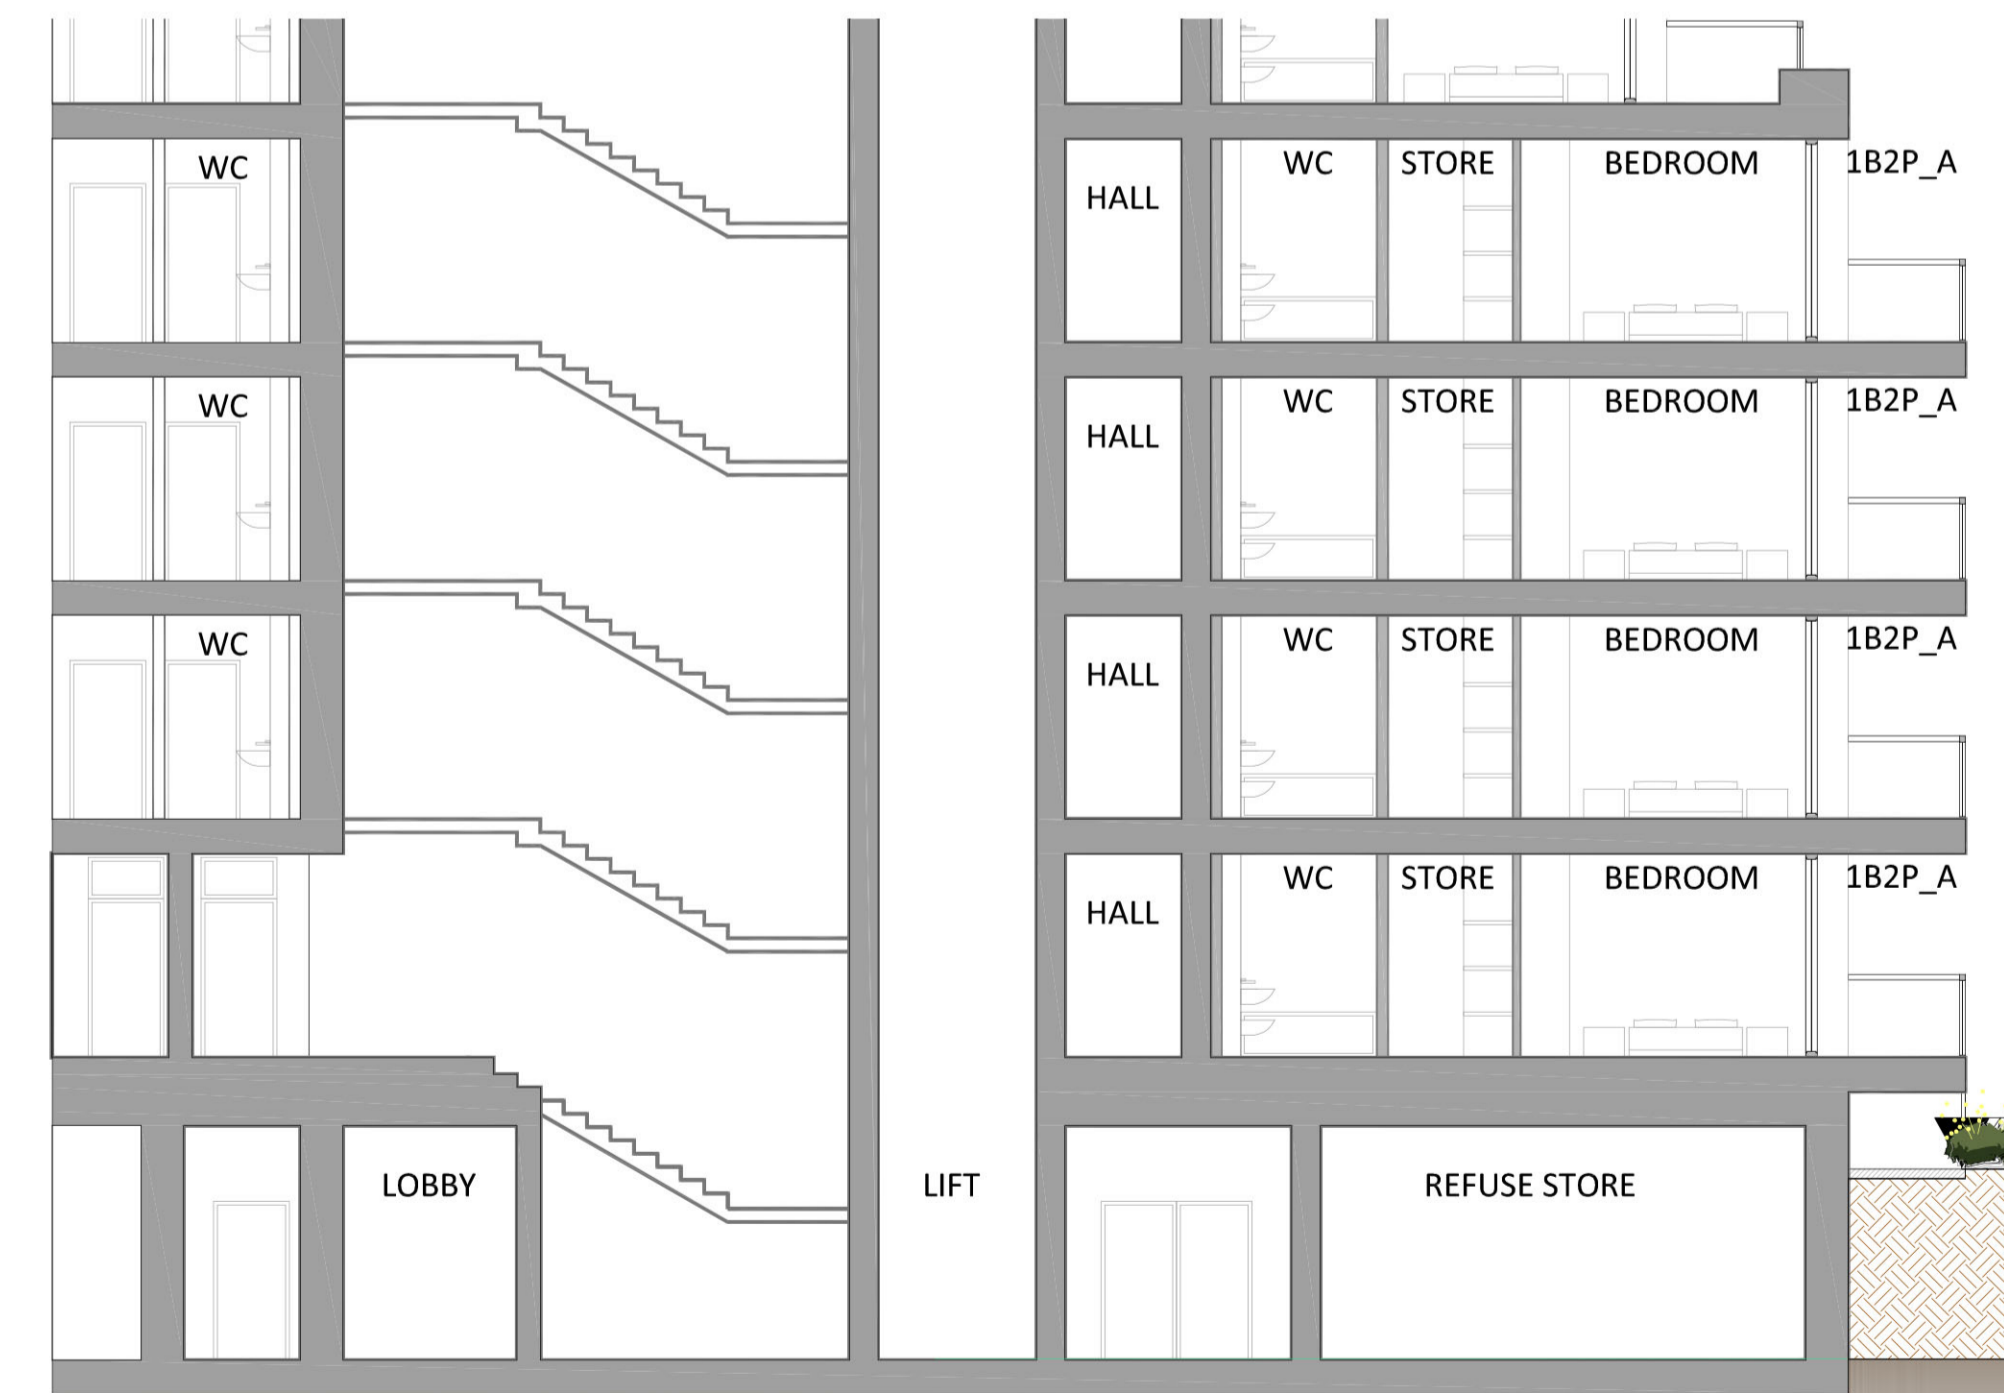 WC
WC STORE BEDROOM 1B2P_A
HALL
WC
WC STORE BEDROOM 1B2P_A
HALL
WC
WC STORE BEDROOM 1B2P_A
HALL
WC STORE BEDROOM 1B2P_A
HALL
LOBBY
LIFT
REFUSE STORE